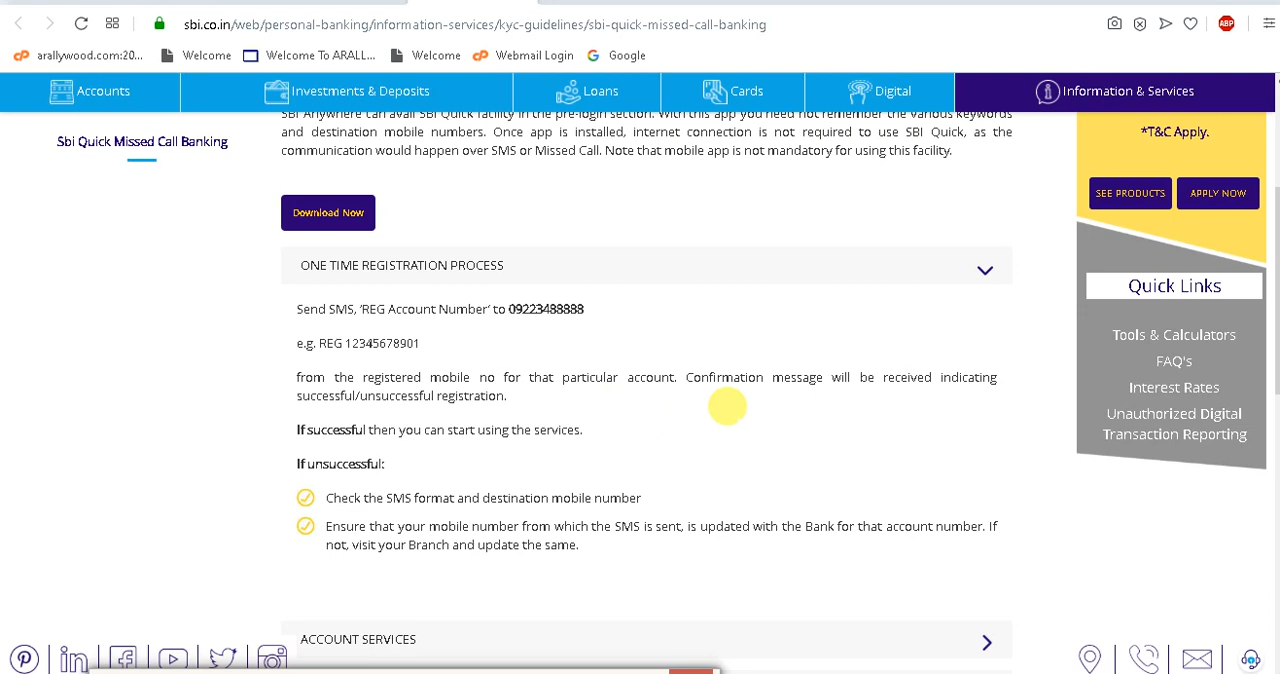 sbi.co.in/web/personal-banking/information-services/kyc-guidelines/sbi-quick-missed-call-banking
ABP
arallywood.com:20...
Welcome
Welcome To ARALL...
Welcome
Webmail Login
Google
Accounts
Investments & Deposits
Loans
Cards
Digital
Information & Services
Sbi Quick Missed Call Banking
SBI Anywhere can avail SBI Quick facility in the pre-login section. With this app you need not remember the various keywords
and destination mobile numbers. Once app is installed, internet connection is not required to use SBI Quick, as the
communication would happen over SMS or Missed Call. Note that mobile app is not mandatory for using this facility.
Download Now
ONE TIME REGISTRATION PROCESS
Send SMS, ‘REG Account Number’ to 09223488888
e.g. REG 12345678901
from the registered mobile no for that particular account. Confirmation message will be received indicating
successful/unsuccessful registration.
If successful then you can start using the services.
If unsuccessful:
Check the SMS format and destination mobile number
Ensure that your mobile number from which the SMS is sent, is updated with the Bank for that account number. If
not, visit your Branch and update the same.
ACCOUNT SERVICES
*T&C Apply.
SEE PRODUCTS
APPLY NOW
Quick Links
Tools & Calculators
FAQ's
Interest Rates
Unauthorized Digital
Transaction Reporting